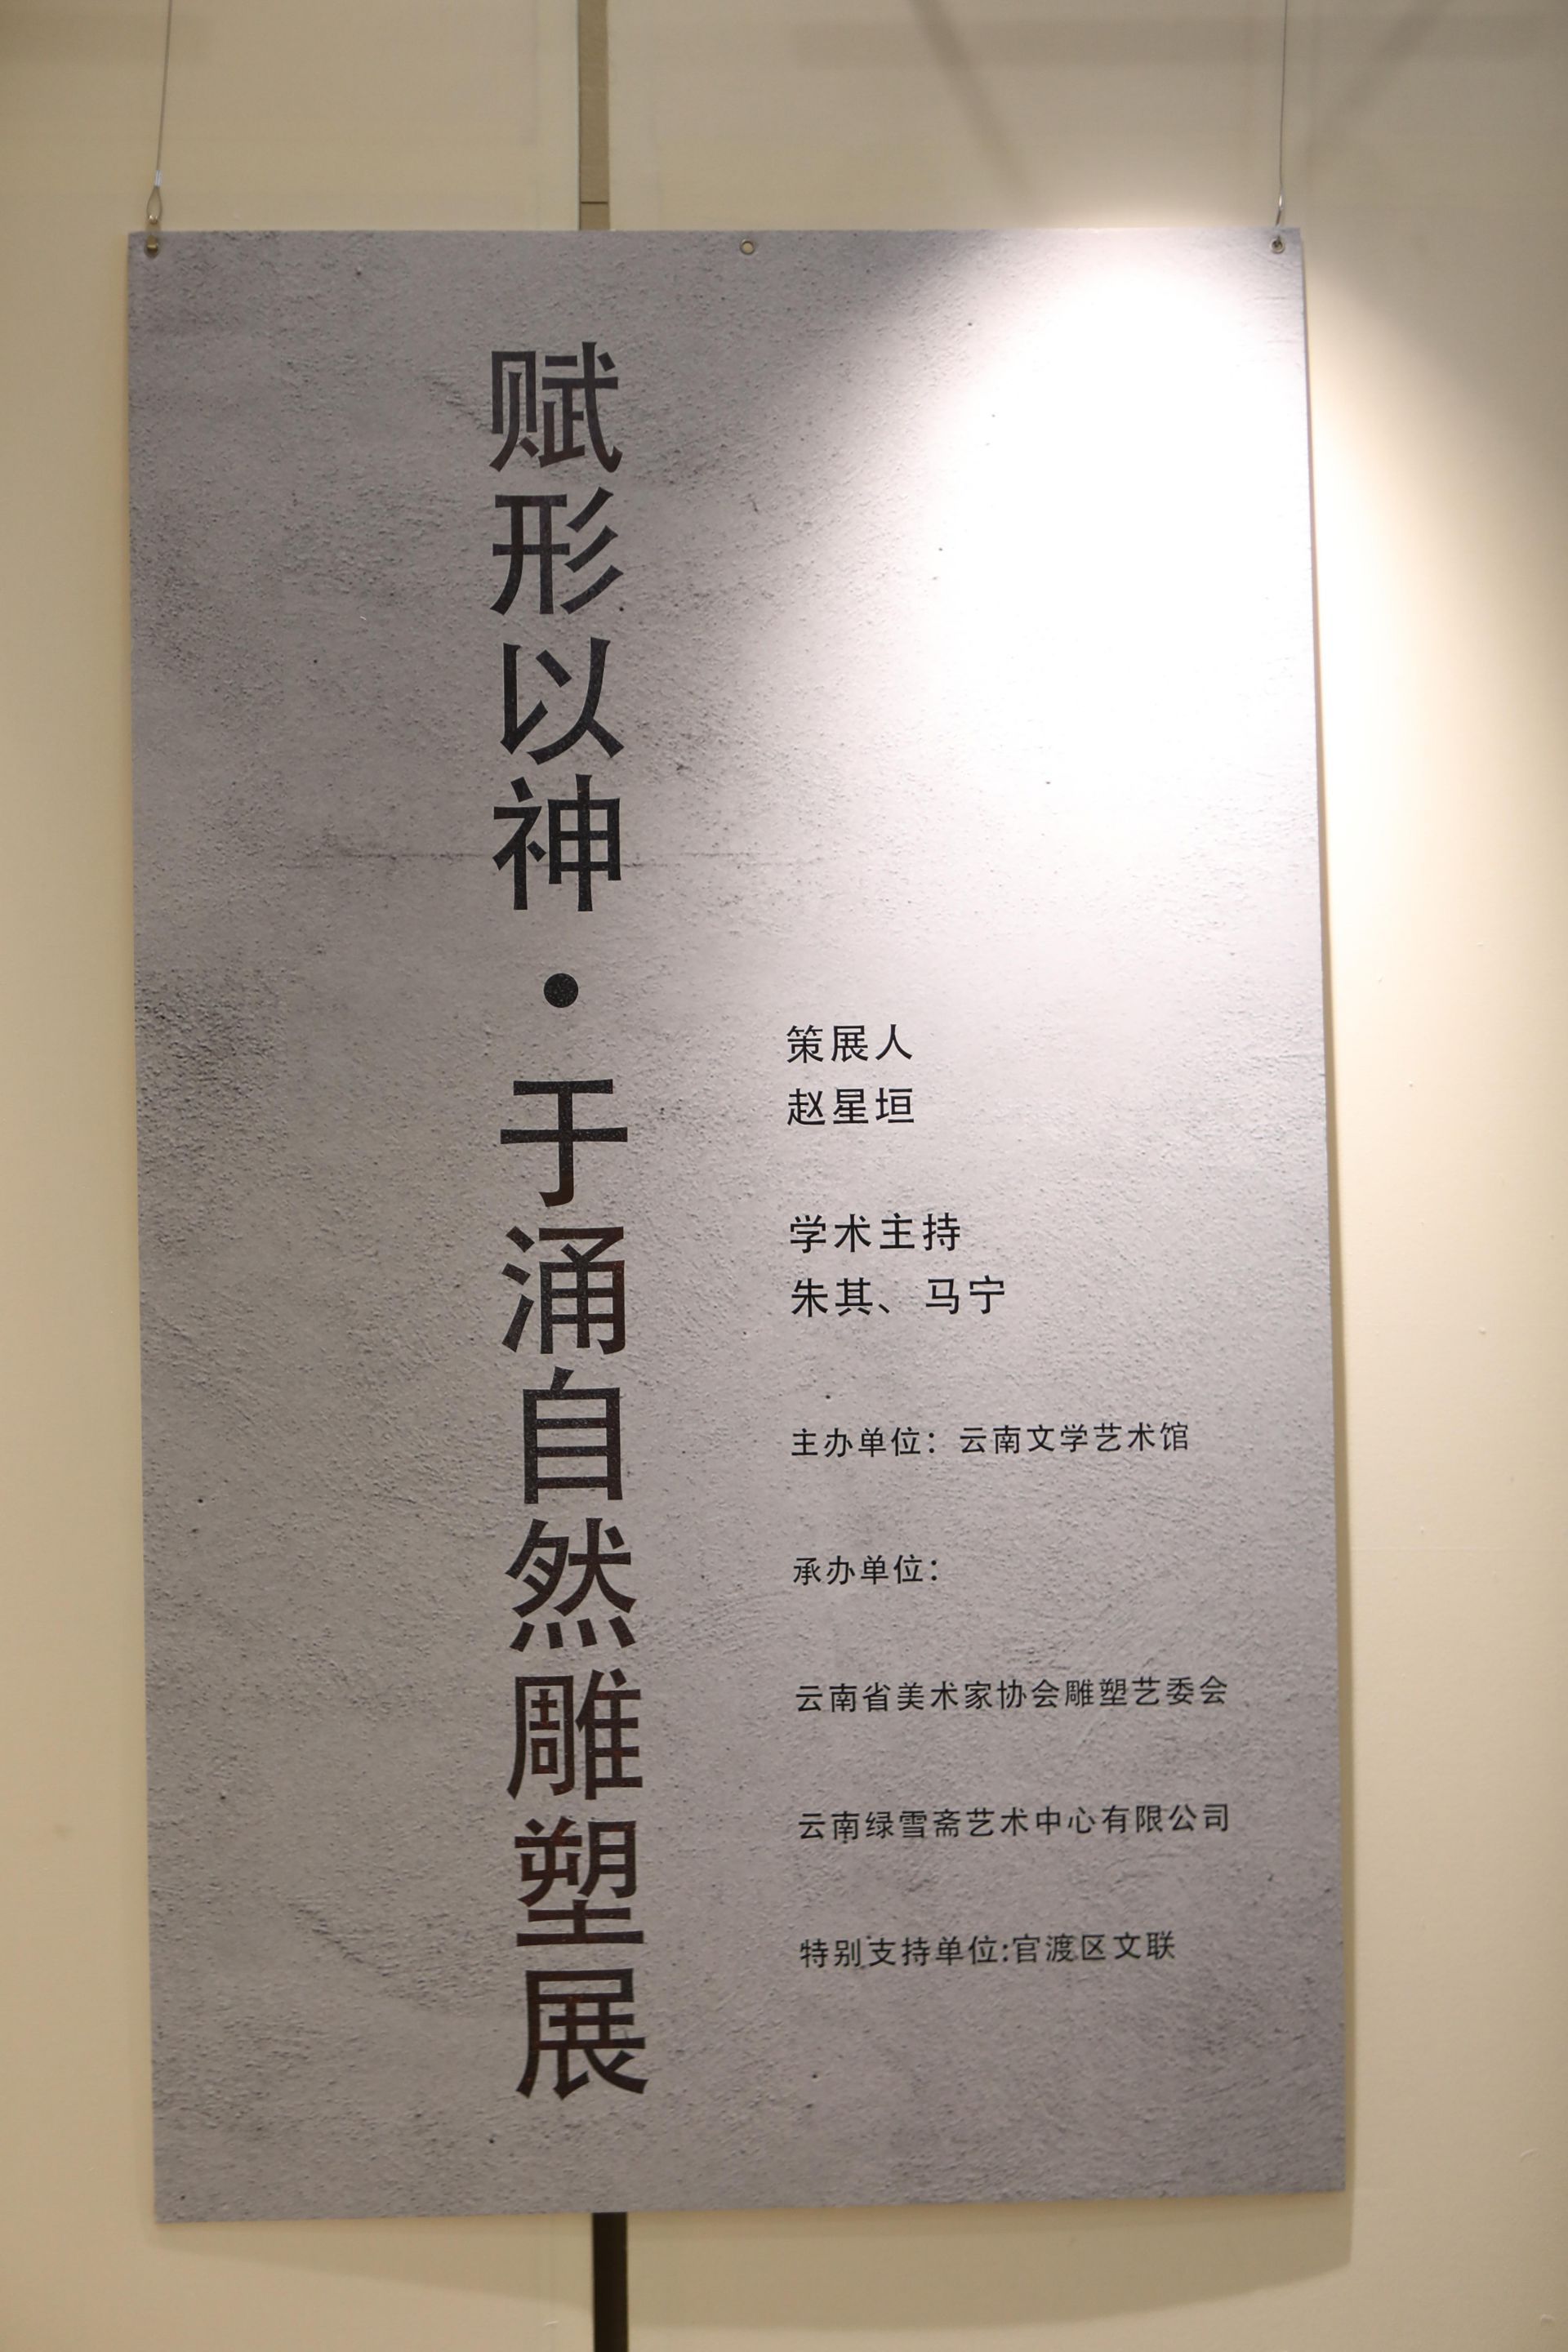 赋形以神·于涌自然雕塑展
策展人
赵星垣
学术主持
朱其、马宁
主办单位：云南文学艺术馆
承办单位：
云南省美术家协会雕塑艺委会
云南绿雪斋艺术中心有限公司
特别支持单位:官渡区文联